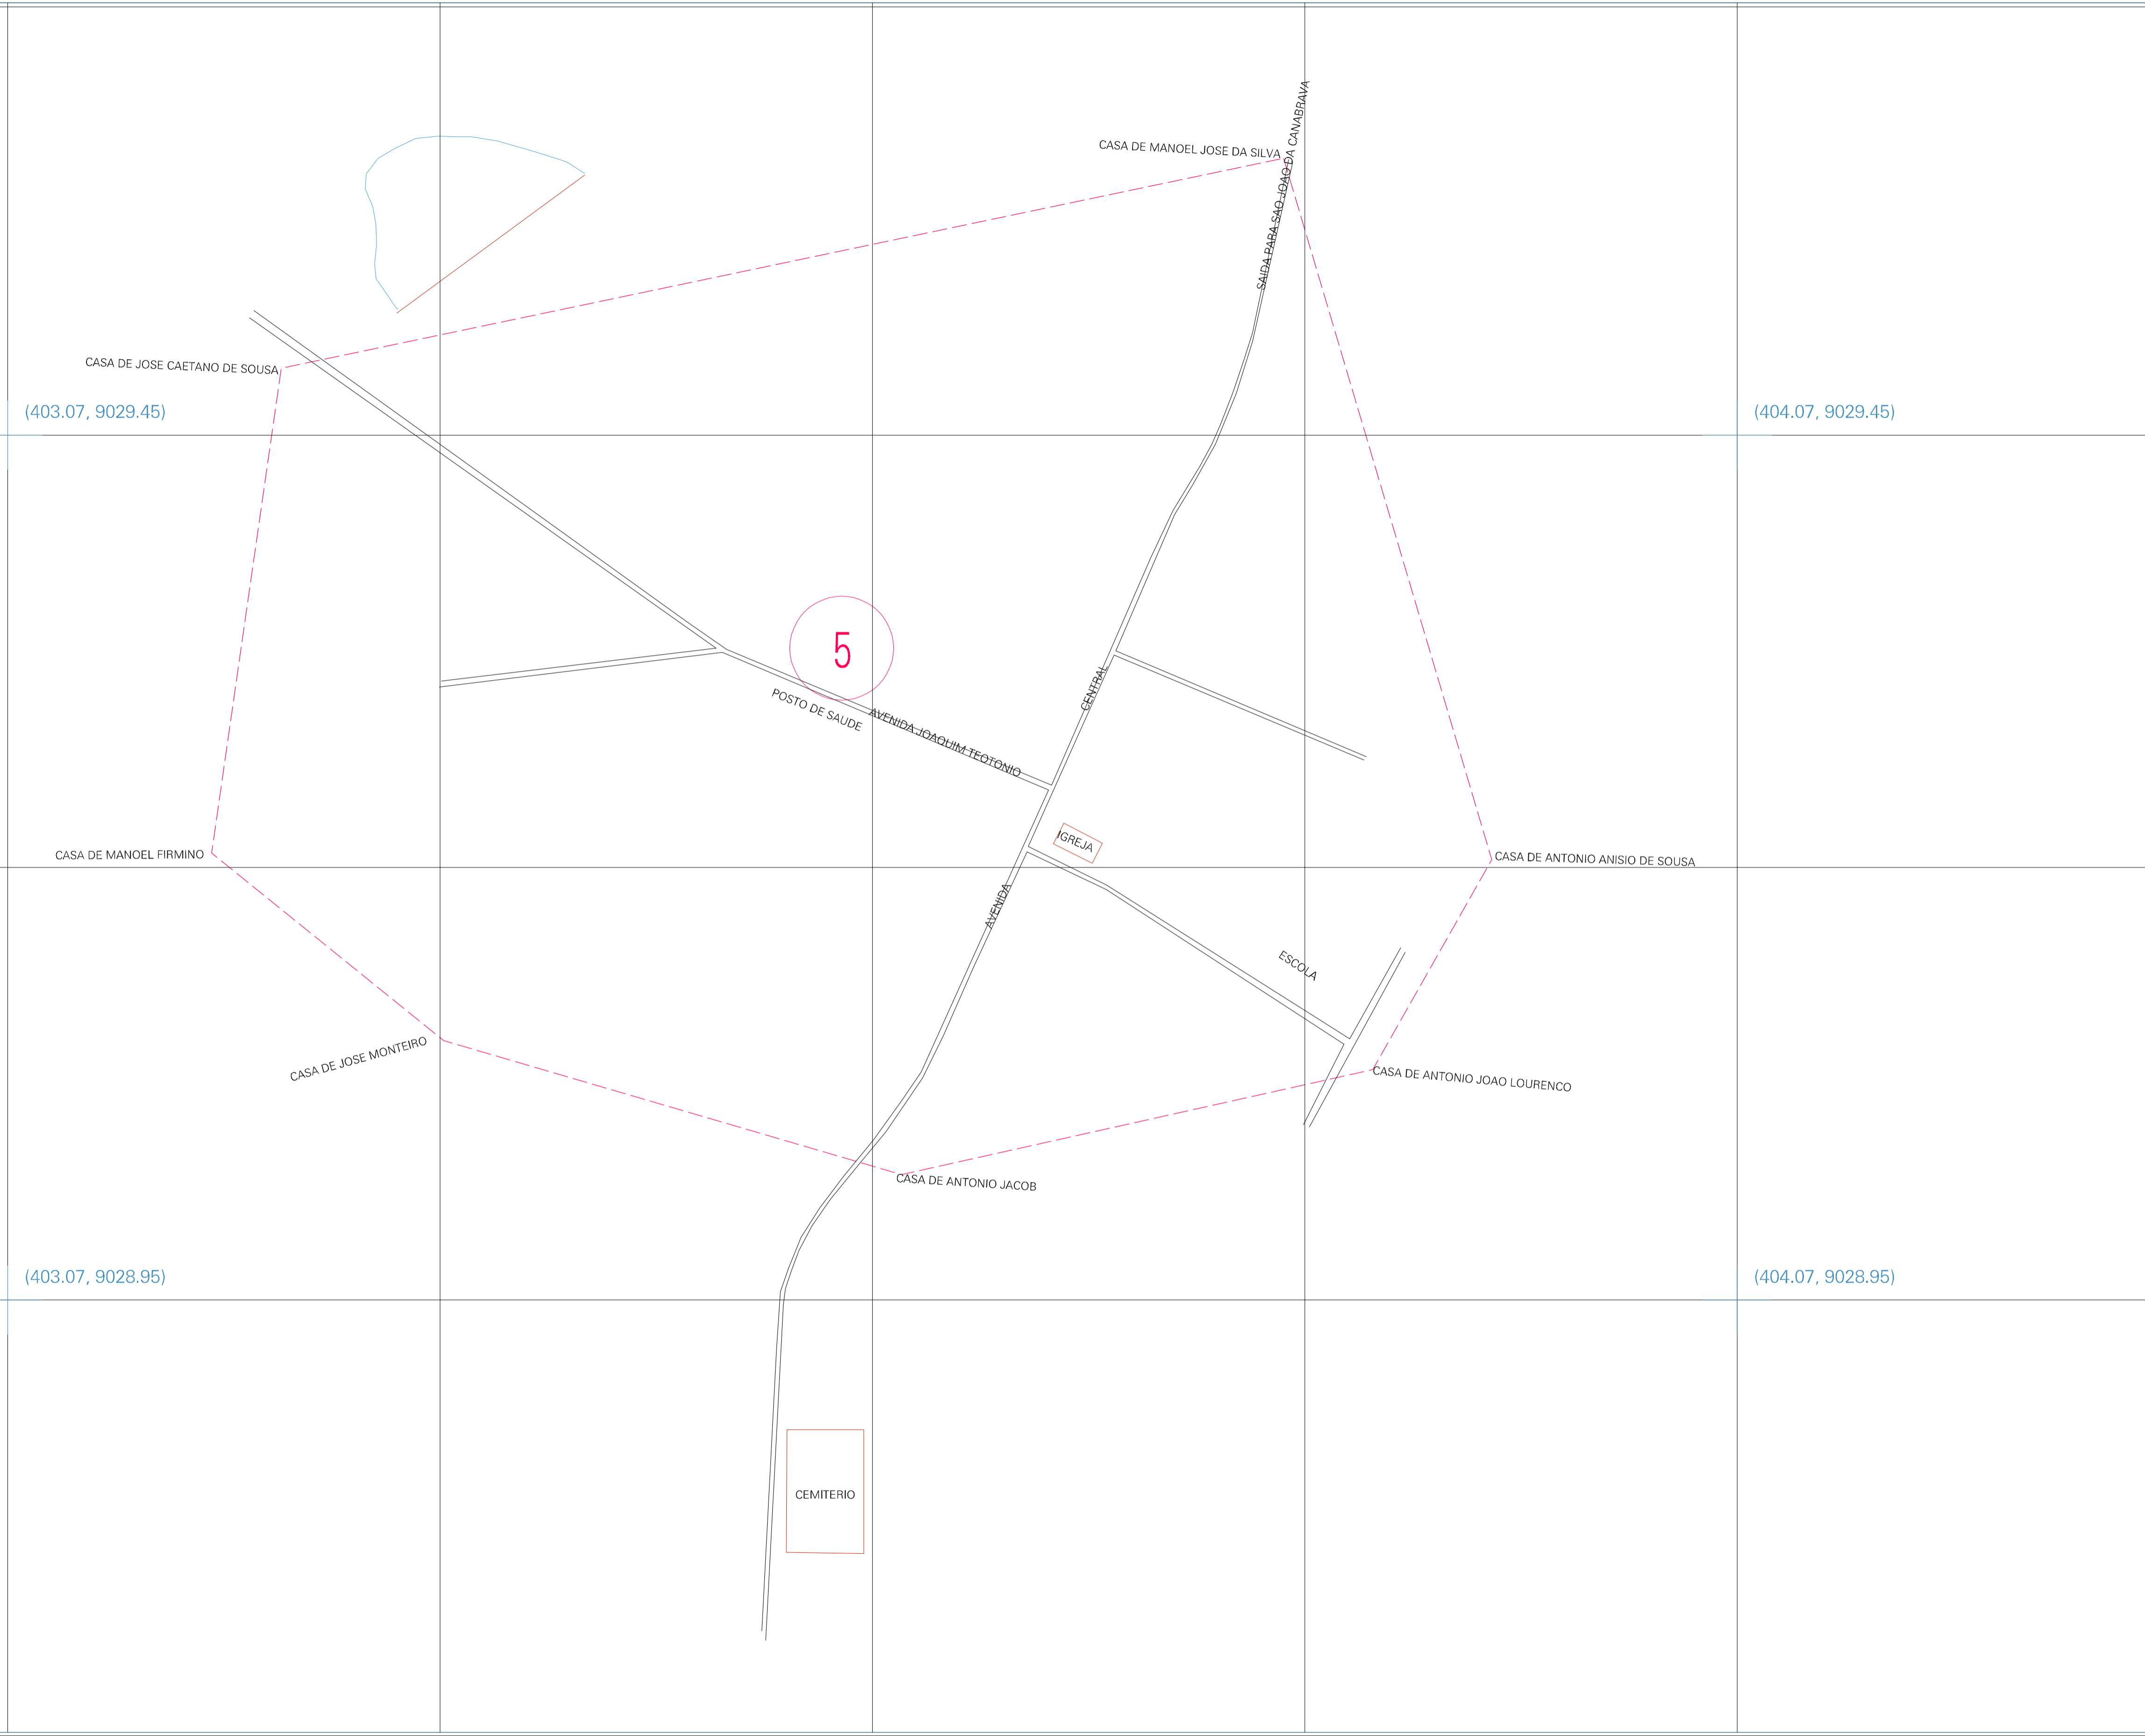 SAIDA PARA SAO JOAO DA CANABRAVA
CASA DE MANOEL JOSE DA SILVA
CASA DE JOSE CAETANO DE SOUSA
(403.07, 9029.45)
(404.07, 9029.45)
5
POSTO DE SAUDE
AVENIDA JOAQUIM TEOTONIO
CENTRAL
IGREJA
CASA DE MANOEL FIRMINO
CASA DE ANTONIO ANISIO DE SOUSA
AVENIDA
ESCOLA
CASA DE JOSE MONTEIRO
CASA DE ANTONIO JOAO LOURENCO
CASA DE ANTONIO JACOB
(403.07, 9028.95)
(404.07, 9028.95)
CEMITERIO